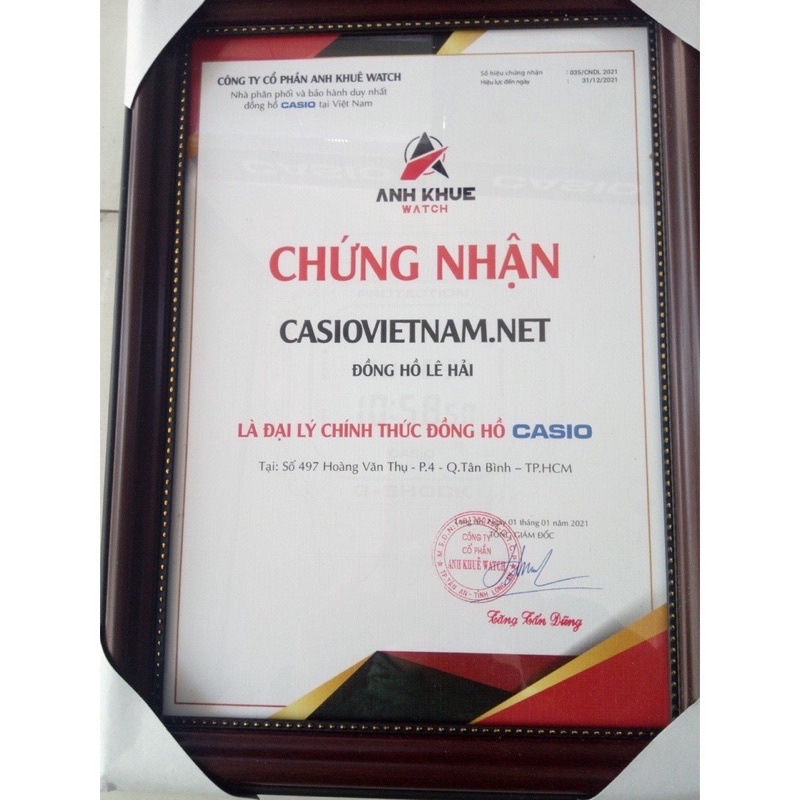 CÔNG TY CỔ PHẦN ANH KHUÊ WATCH
Nhà phân phối và bảo hành duy nhất
đồng hồ CASIO tại Việt Nam
Số hiệu chứng nhận : 035/CNDL 2021
Hiệu lực đến ngày : 31/12/2021
ANH KHUE
WATCH
CHỨNG NHẬN
CASIOVIETNAM.NET
ĐỒNG HỒ LÊ HẢI
LÀ ĐẠI LÝ CHÍNH THỨC ĐỒNG HỒ CASIO
Tại: Số 497 Hoàng Văn Thụ - P.4 - Q.Tân Bình – TP.HCM
Ngày 01 tháng 01 năm 2021
TỔNG GIÁM ĐỐC
CÔNG TY
CỔ PHẦN
ANH KHUÊ WATCH
Tăng Tấn Dũng